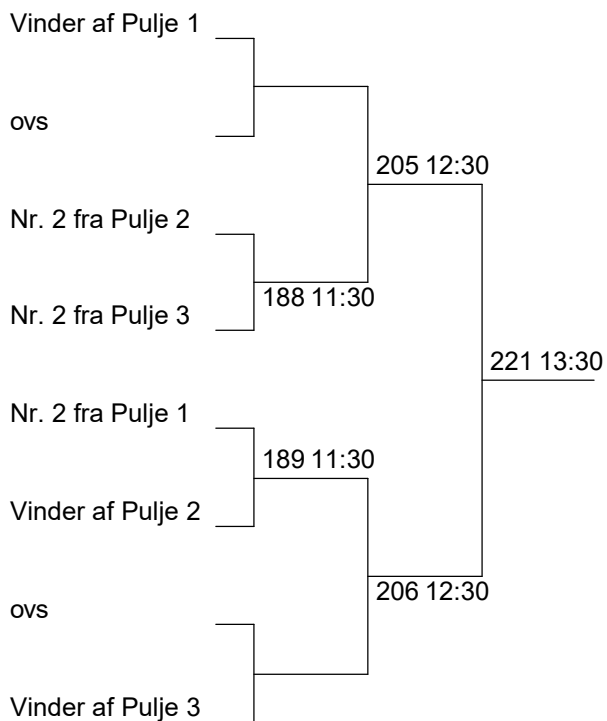 Vinder af Pulje 1
ovs
205 12:30
Nr. 2 fra Pulje 2
188 11:30
Nr. 2 fra Pulje 3
221 13:30
Nr. 2 fra Pulje 1
189 11:30
Vinder af Pulje 2
206 12:30
ovs
Vinder af Pulje 3